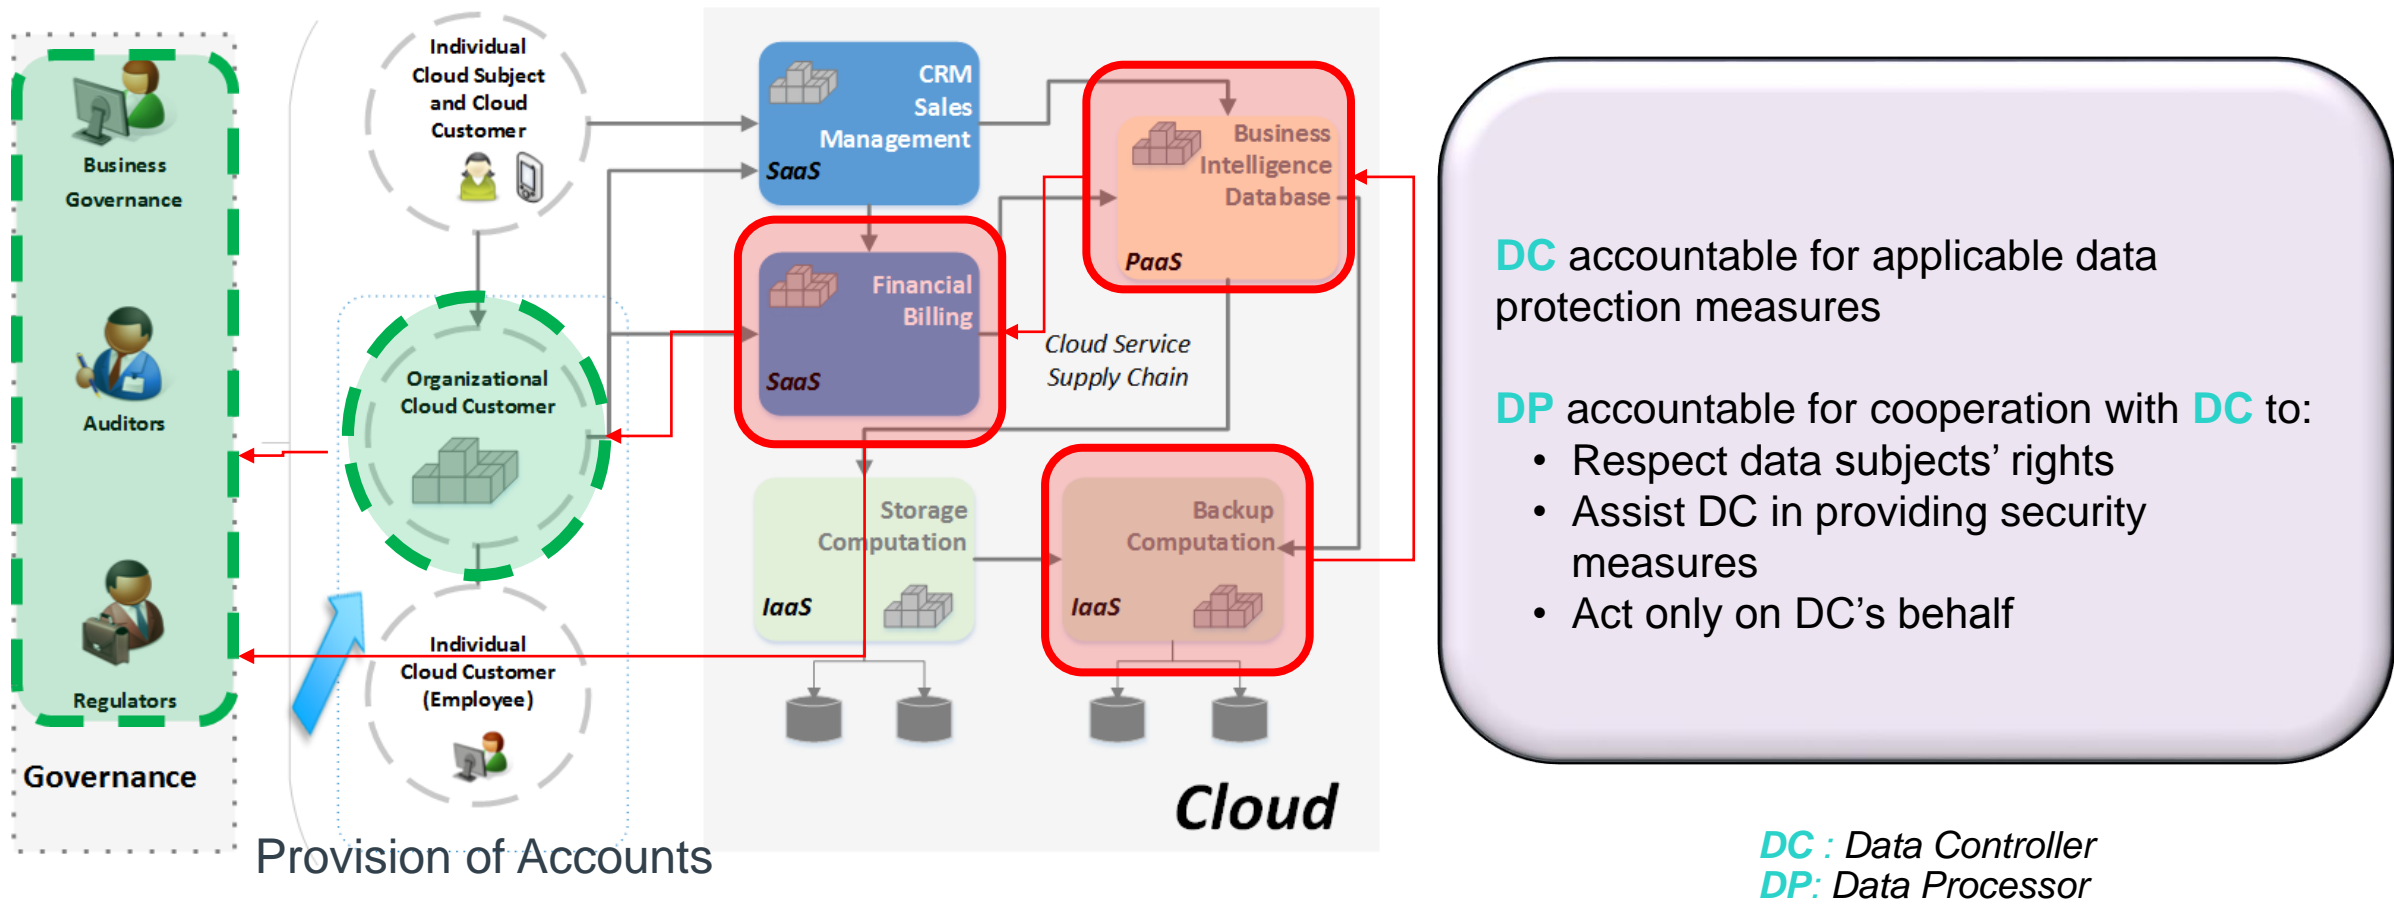 Business
Governance
Auditors
Regulators
Governance
Individual
Cloud Subject
and Cloud
Customer
Organizational
Cloud Customer
Individual
Cloud Customer
(Employee)
Provision of Accounts
CRM
Sales
Management
SaaS
Business
Intelligence
Database
PaaS
Financial
Billing
SaaS
Cloud Service
Supply Chain
Storage
Computation
IaaS
Backup
Computation
IaaS
Cloud
DC accountable for applicable data
protection measures
DP accountable for cooperation with DC to:
• Respect data subjects’ rights
• Assist DC in providing security
measures
• Act only on DC’s behalf
DC : Data Controller
DP: Data Processor